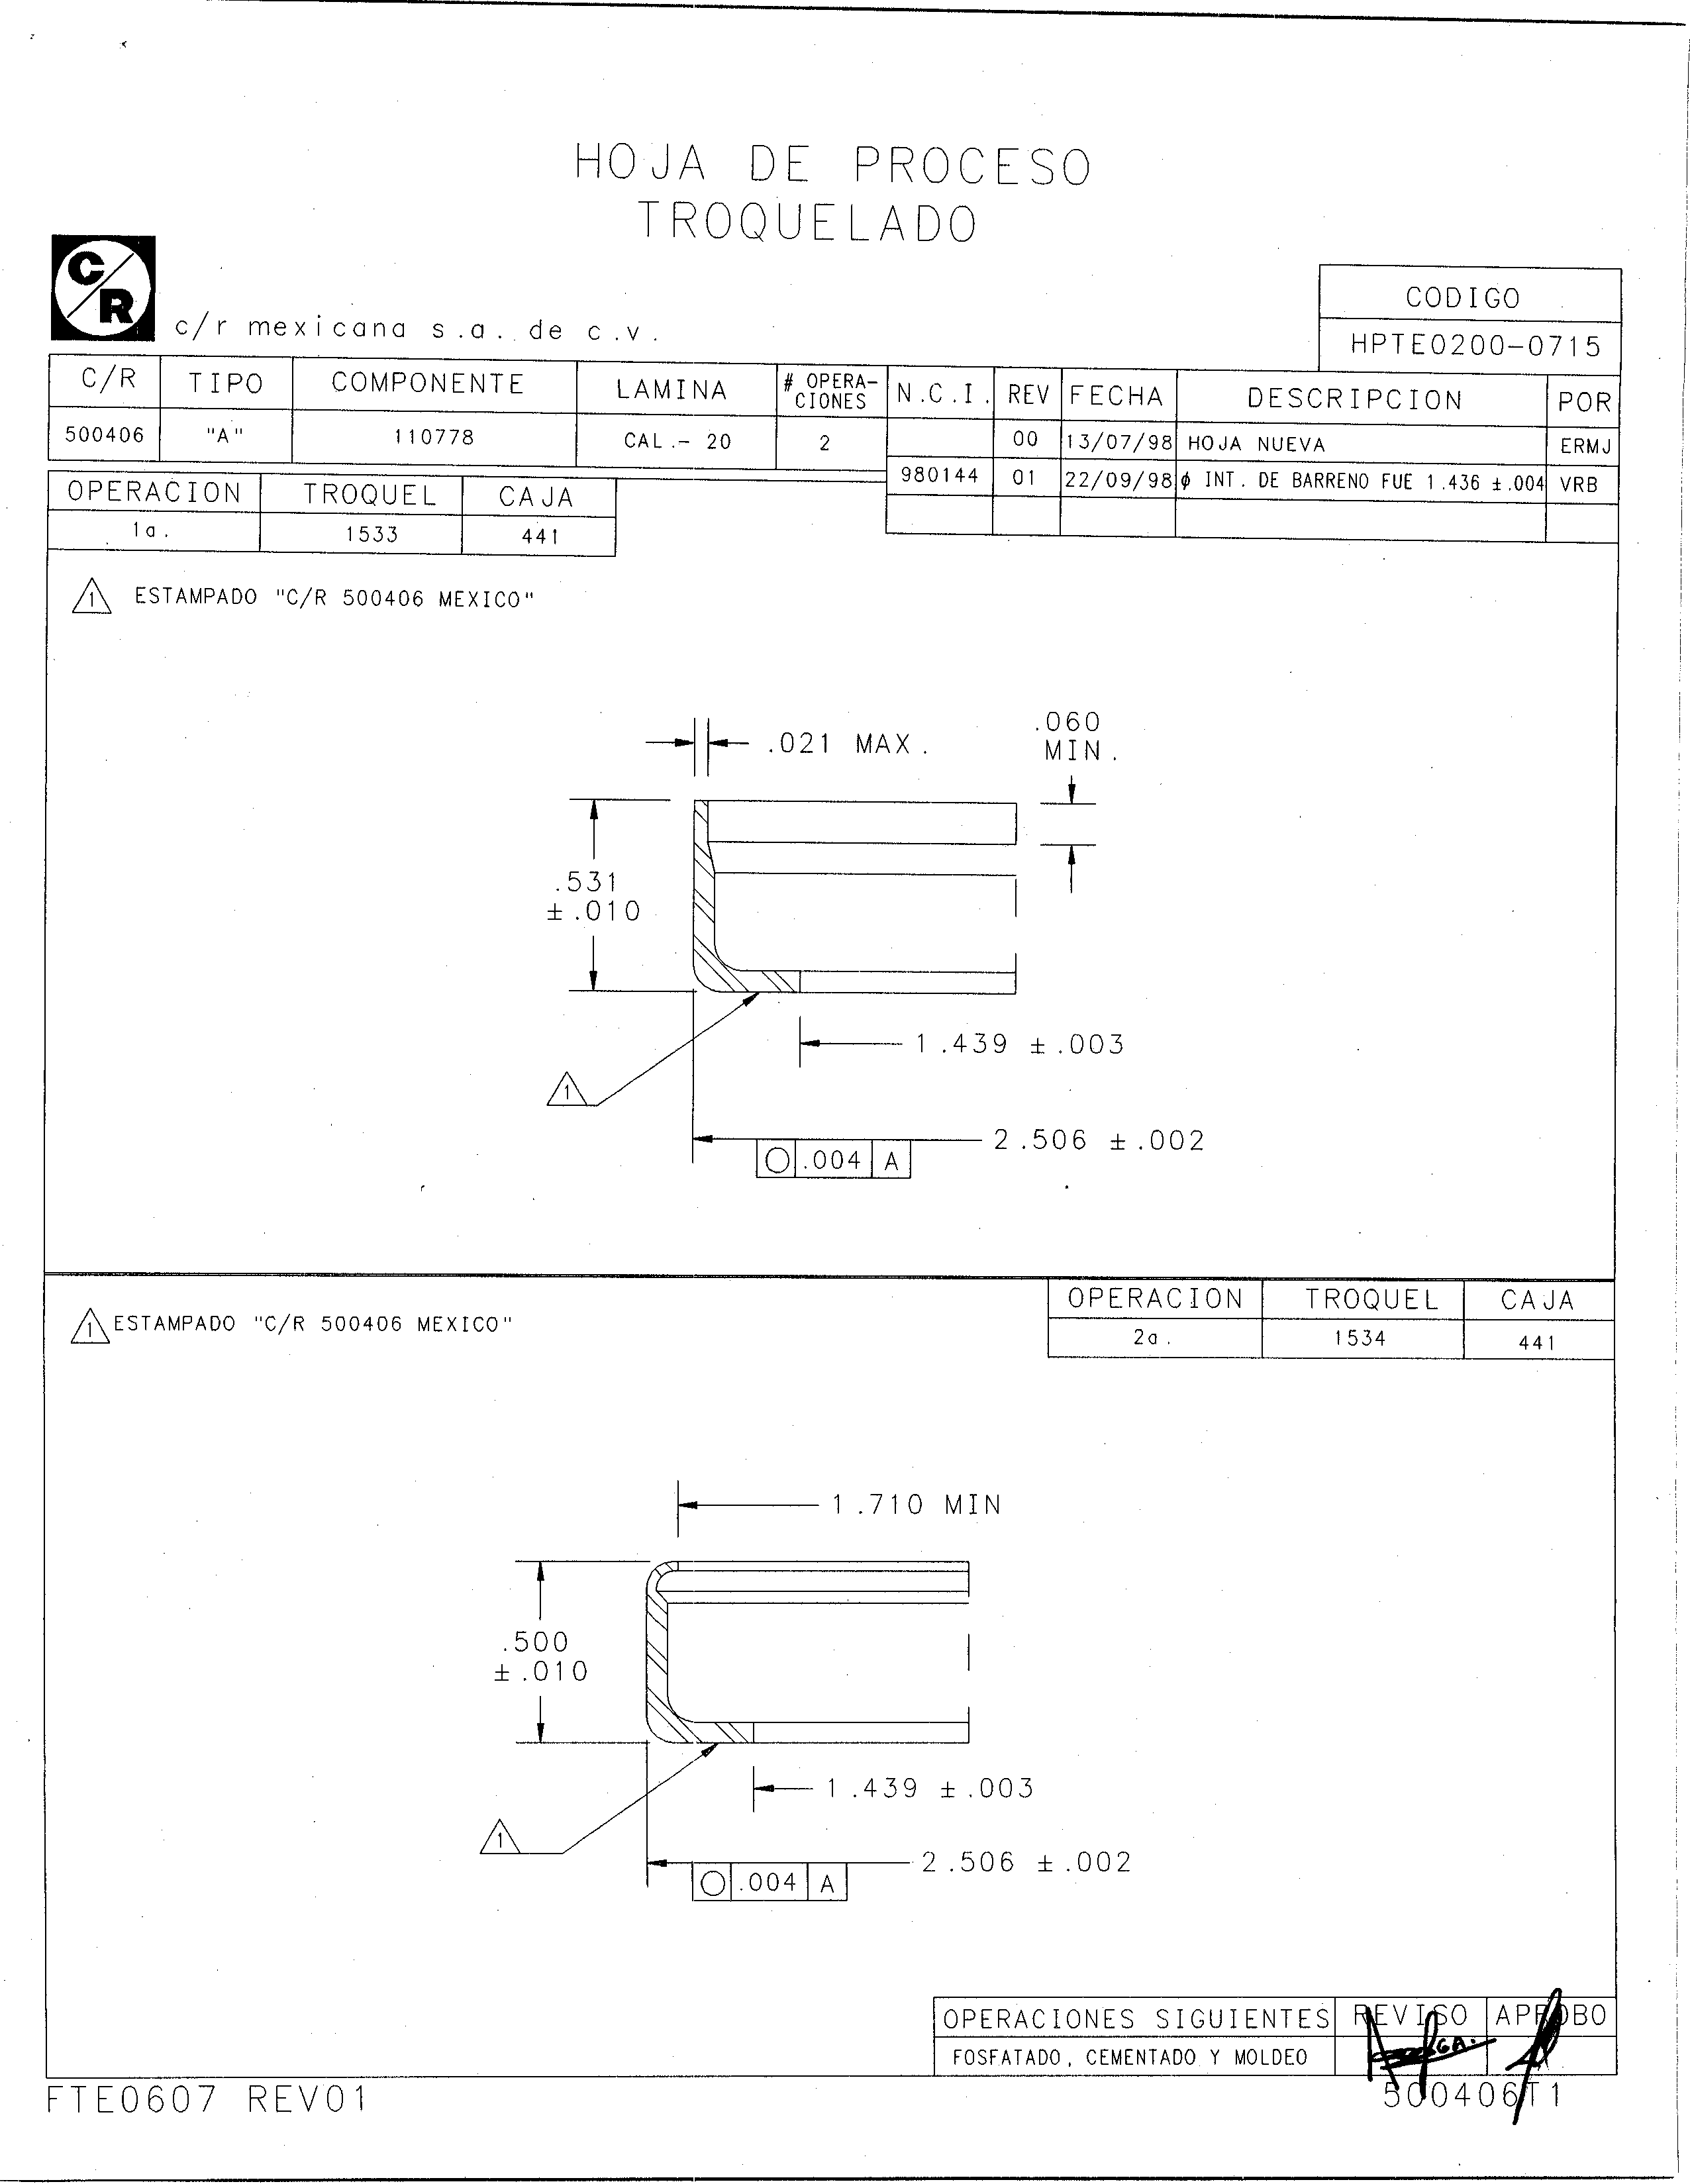 HOJA DE PROCESO
TROQUELADO
C/R
c/r mexicana s.a. de c.v.
CODIGO
HPTE0200-0715
C/R TIPO COMPONENTE LAMINA # OPERA-CIONES N.C.I. REV FECHA DESCRIPCION POR
500406 "A" 110778 CAL.- 20 2 00 13/07/98 HOJA NUEVA ERMJ
980144 01 22/09/98 ϕ INT. DE BARRENO FUE 1.436 ±.004 VRB
OPERACION TROQUEL CAJA
1a. 1533 441
1 ESTAMPADO "C/R 500406 MEXICO"
.060
MIN.
.021 MAX.
.531
±.010
1.439 ±.003
1
2.506 ±.002
.004 A
OPERACION TROQUEL CAJA
2a. 1534 441
1 ESTAMPADO "C/R 500406 MEXICO"
1.710 MIN
.500
±.010
1.439 ±.003
1
2.506 ±.002
.004 A
OPERACIONES SIGUIENTES REVISO APROBO
FOSFATADO, CEMENTADO Y MOLDEO
FTE0607 REV01
500406T1